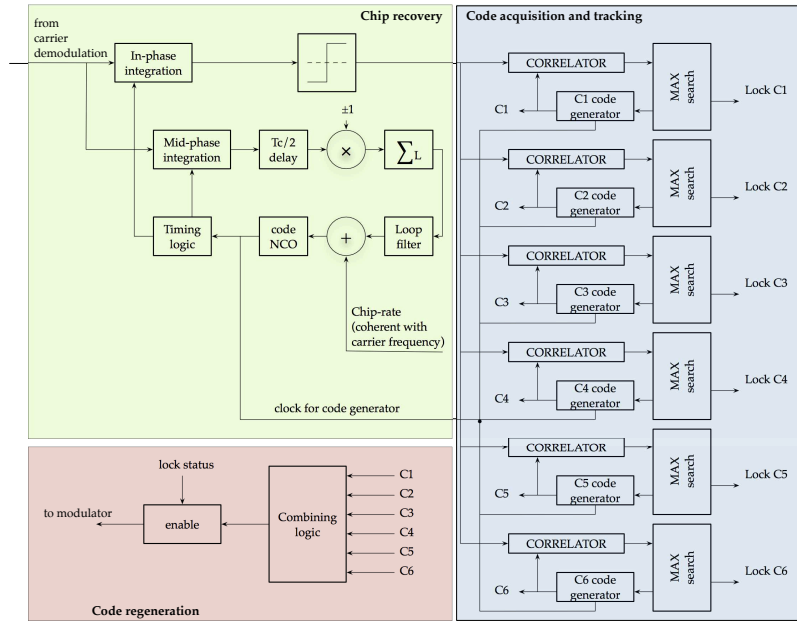 Chip recovery
from
carrier
demodulation
In-phase
integration
±1
Mid-phase
integration
Tc/2
delay
×
∑L
Timing
logic
code
NCO
+
Loop
filter
Chip-rate
(coherent with
carrier frequency)
clock for code generator
Code acquisition and tracking
CORRELATOR
C1
C1 code
generator
MAX
search
Lock C1
CORRELATOR
C2
C2 code
generator
MAX
search
Lock C2
CORRELATOR
C3
C3 code
generator
MAX
search
Lock C3
CORRELATOR
C4
C4 code
generator
MAX
search
Lock C4
CORRELATOR
C5
C5 code
generator
MAX
search
Lock C5
CORRELATOR
C6
C6 code
generator
MAX
search
Lock C6
lock status
to modulator
enable
Combining
logic
C1
C2
C3
C4
C5
C6
Code regeneration